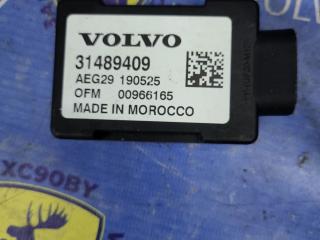 VOLVO
31489409
AEG29 190525
OFM 00966165
MADE IN MOROCCO
XC90BY